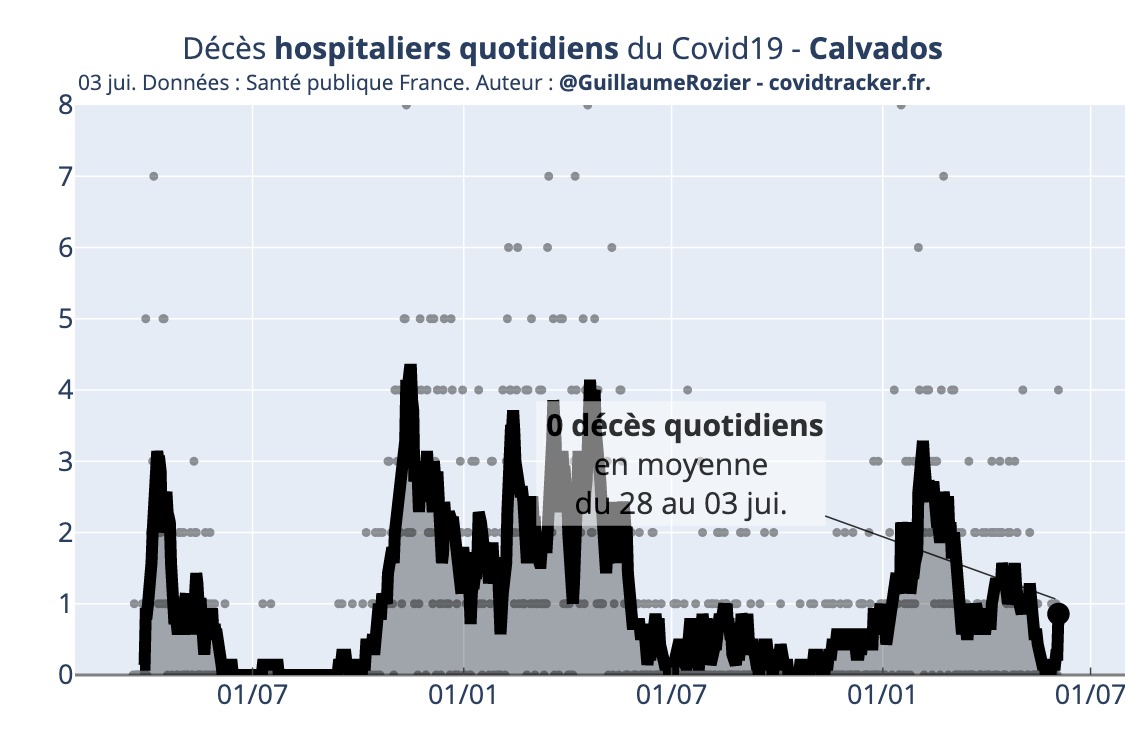 Décès hospitaliers quotidiens du Covid19 - Calvados
03 jui. Données : Santé publique France. Auteur : @GuillaumeRozier - covidtracker.fr.
8
7
6
5
4
3
2
1
0
0 décès quotidiens
en moyenne
du 28 au 03 jui.
01/07 01/01 01/07 01/01 01/07